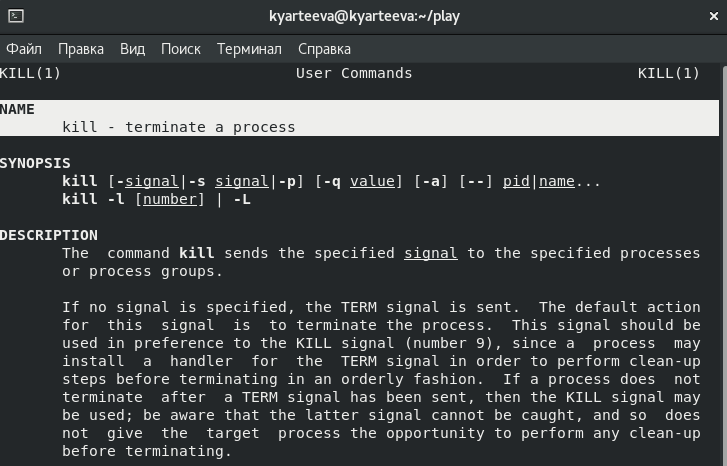 kyarteeva@kyarteeva:~/play
Файл Правка Вид Поиск Терминал Справка
KILL(1) User Commands KILL(1)
NAME
kill - terminate a process
SYNOPSIS
kill [-signal|-s signal|-p] [-q value] [-a] [--] pid|name...
kill -l [number] | -L
DESCRIPTION
The command kill sends the specified signal to the specified processes
or process groups.
If no signal is specified, the TERM signal is sent. The default action
for this signal is to terminate the process. This signal should be
used in preference to the KILL signal (number 9), since a process may
install a handler for the TERM signal in order to perform clean-up
steps before terminating in an orderly fashion. If a process does not
terminate after a TERM signal has been sent, then the KILL signal may
be used; be aware that the latter signal cannot be caught, and so does
not give the target process the opportunity to perform any clean-up
before terminating.